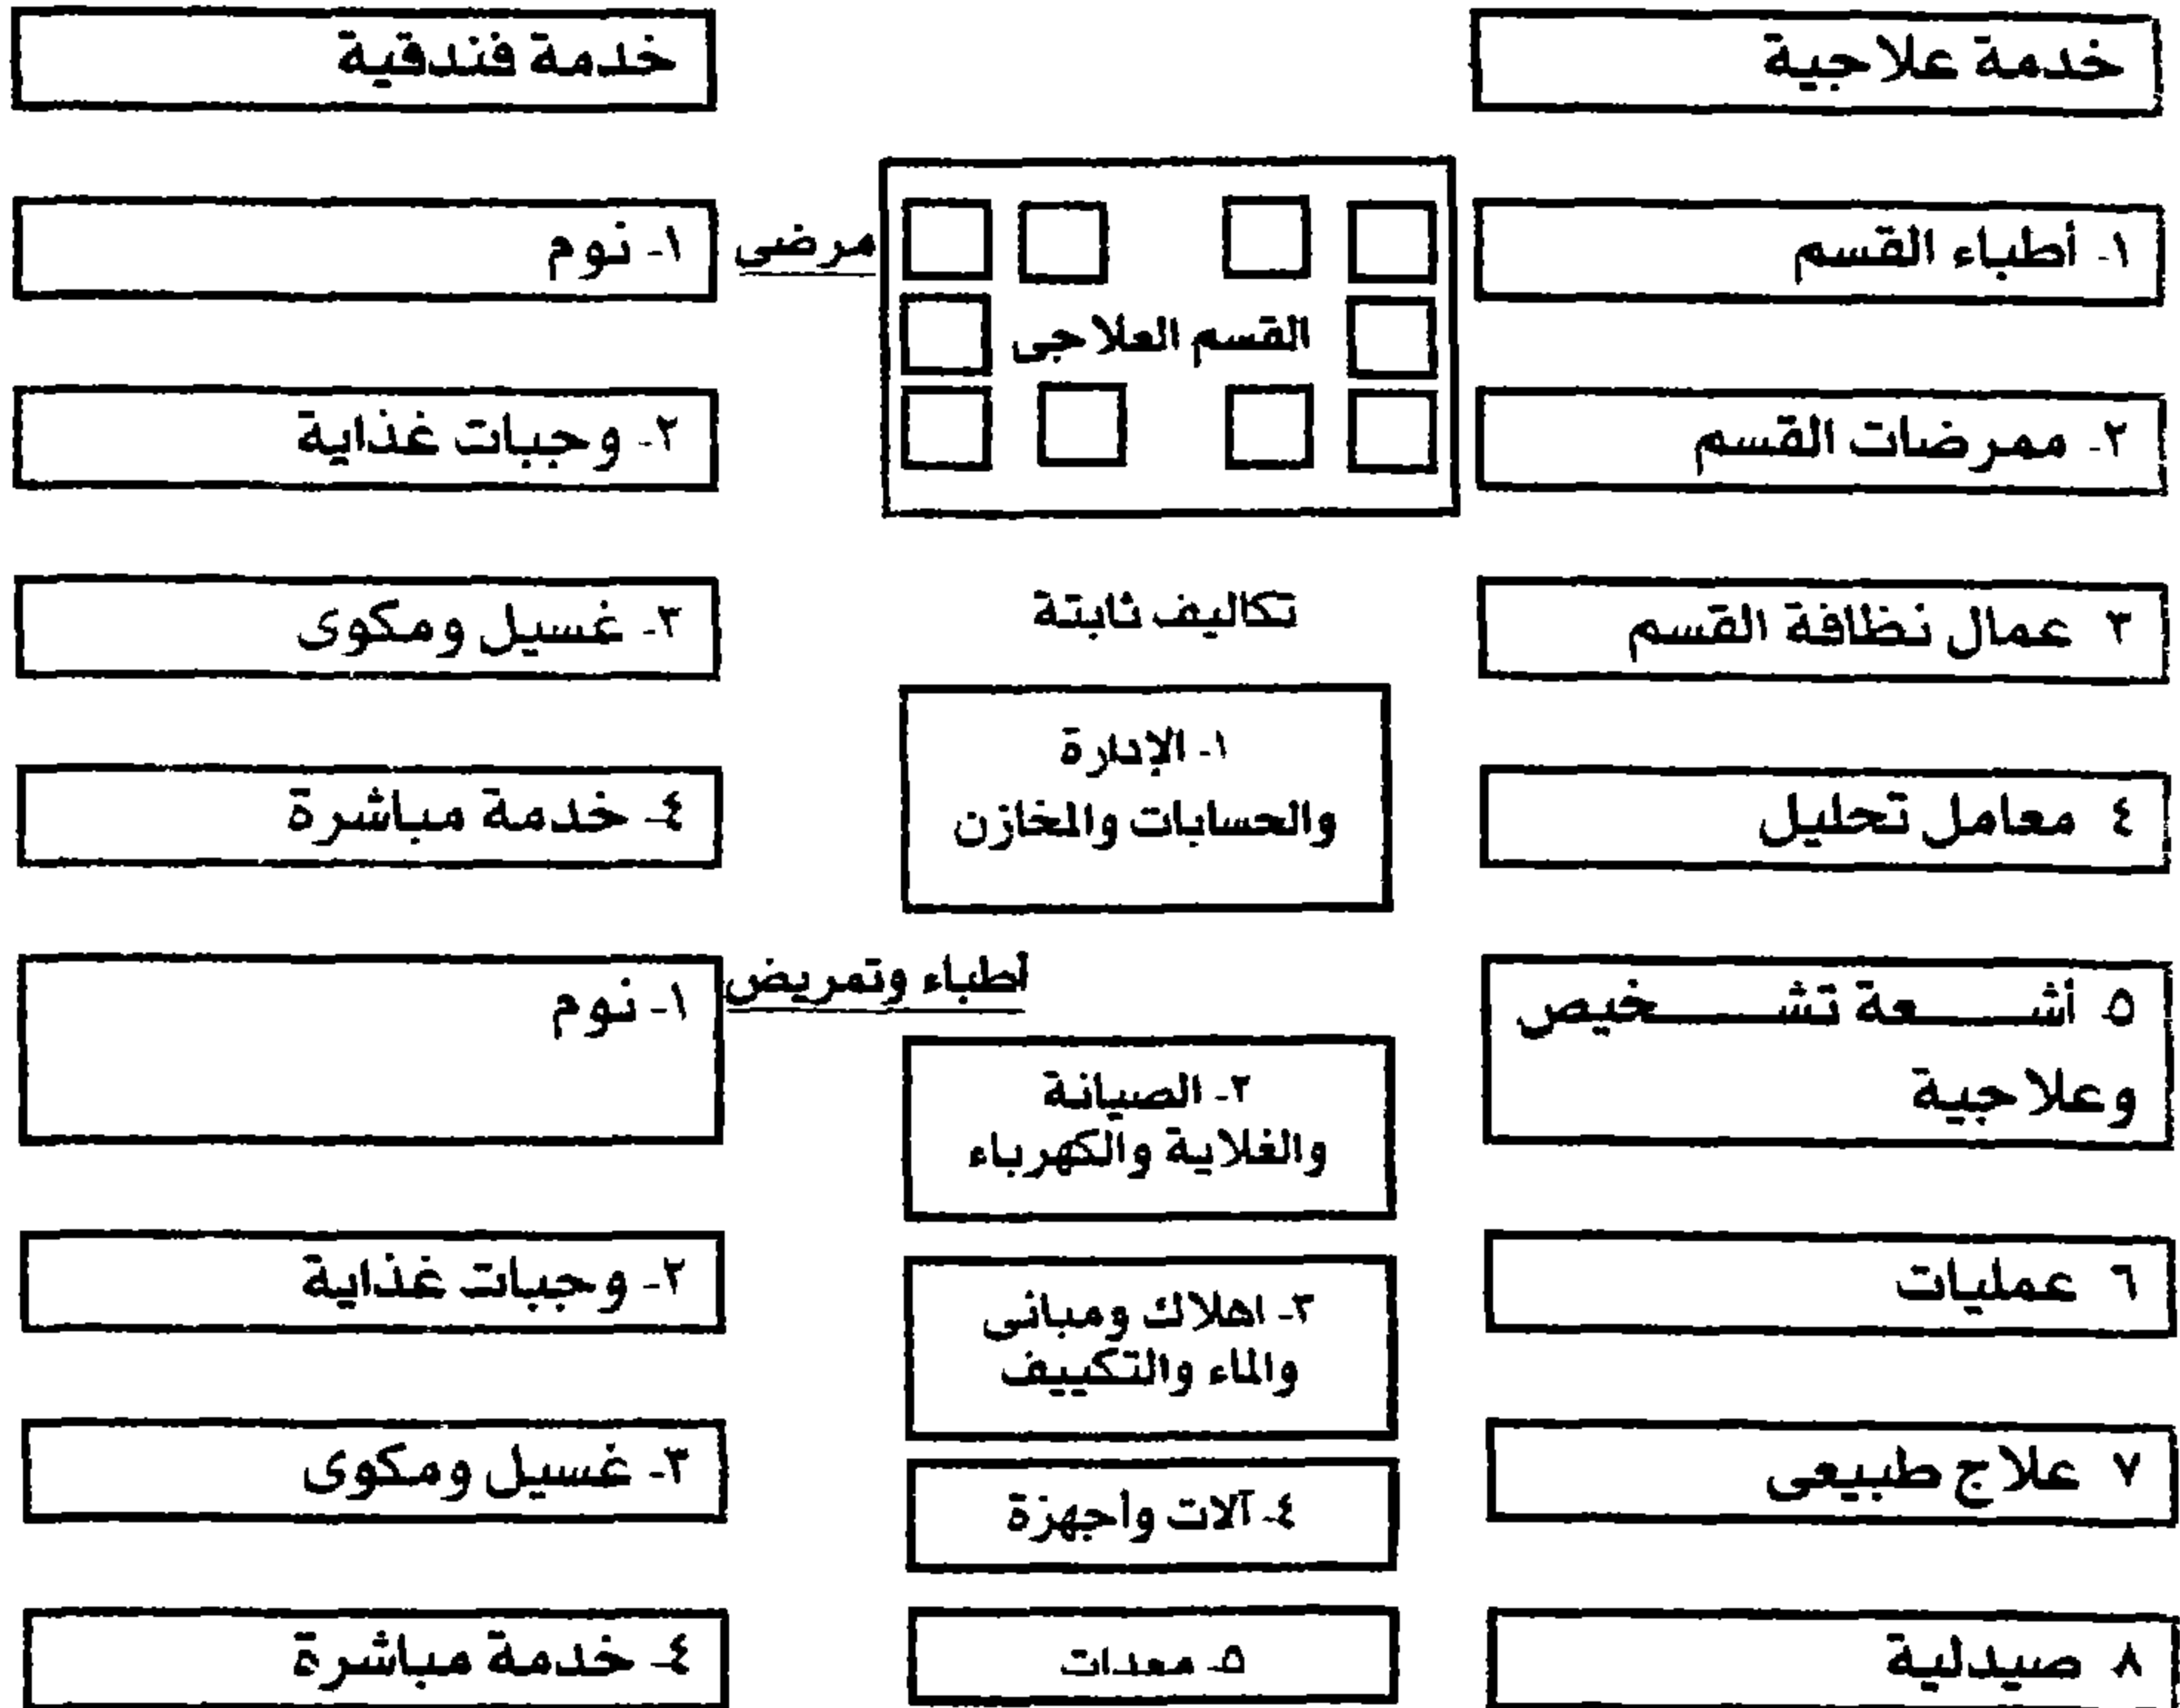 خدمة علاجية
١- أطباء القسم
٢- ممرضات القسم
٣ عمال نظافة القسم
٤ معامل تحليل
٥ أشعة تشخيص
وعلاجية
٦ عمليات
٧ علاج طبيعى
٨ صيدلية
القسم العلاجى
تكاليف ثابتة
١- الإدارة
والحسابات والمخازن
٢- الصيانة
والغلاية والكهرباء
٣- اهلاك ومبانى
والماء والتكييف
٤- آلات واجهزة
٥- معدات
خدمة فندقية
مرضى
١- نوم
٢- وجبات غذاية
٣- غسيل ومكوى
٤- خدمة مباشرة
أطباء وتمريض
١- نوم
٢- وجبات غذاية
٣- غسيل ومكوى
٤- خدمة مباشرة